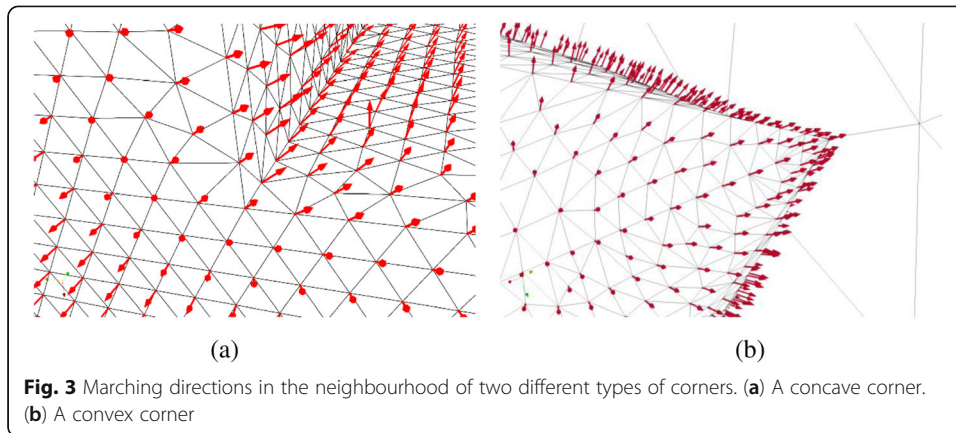 (a)
(b)
Fig. 3 Marching directions in the neighbourhood of two different types of corners. (a) A concave corner.
(b) A convex corner